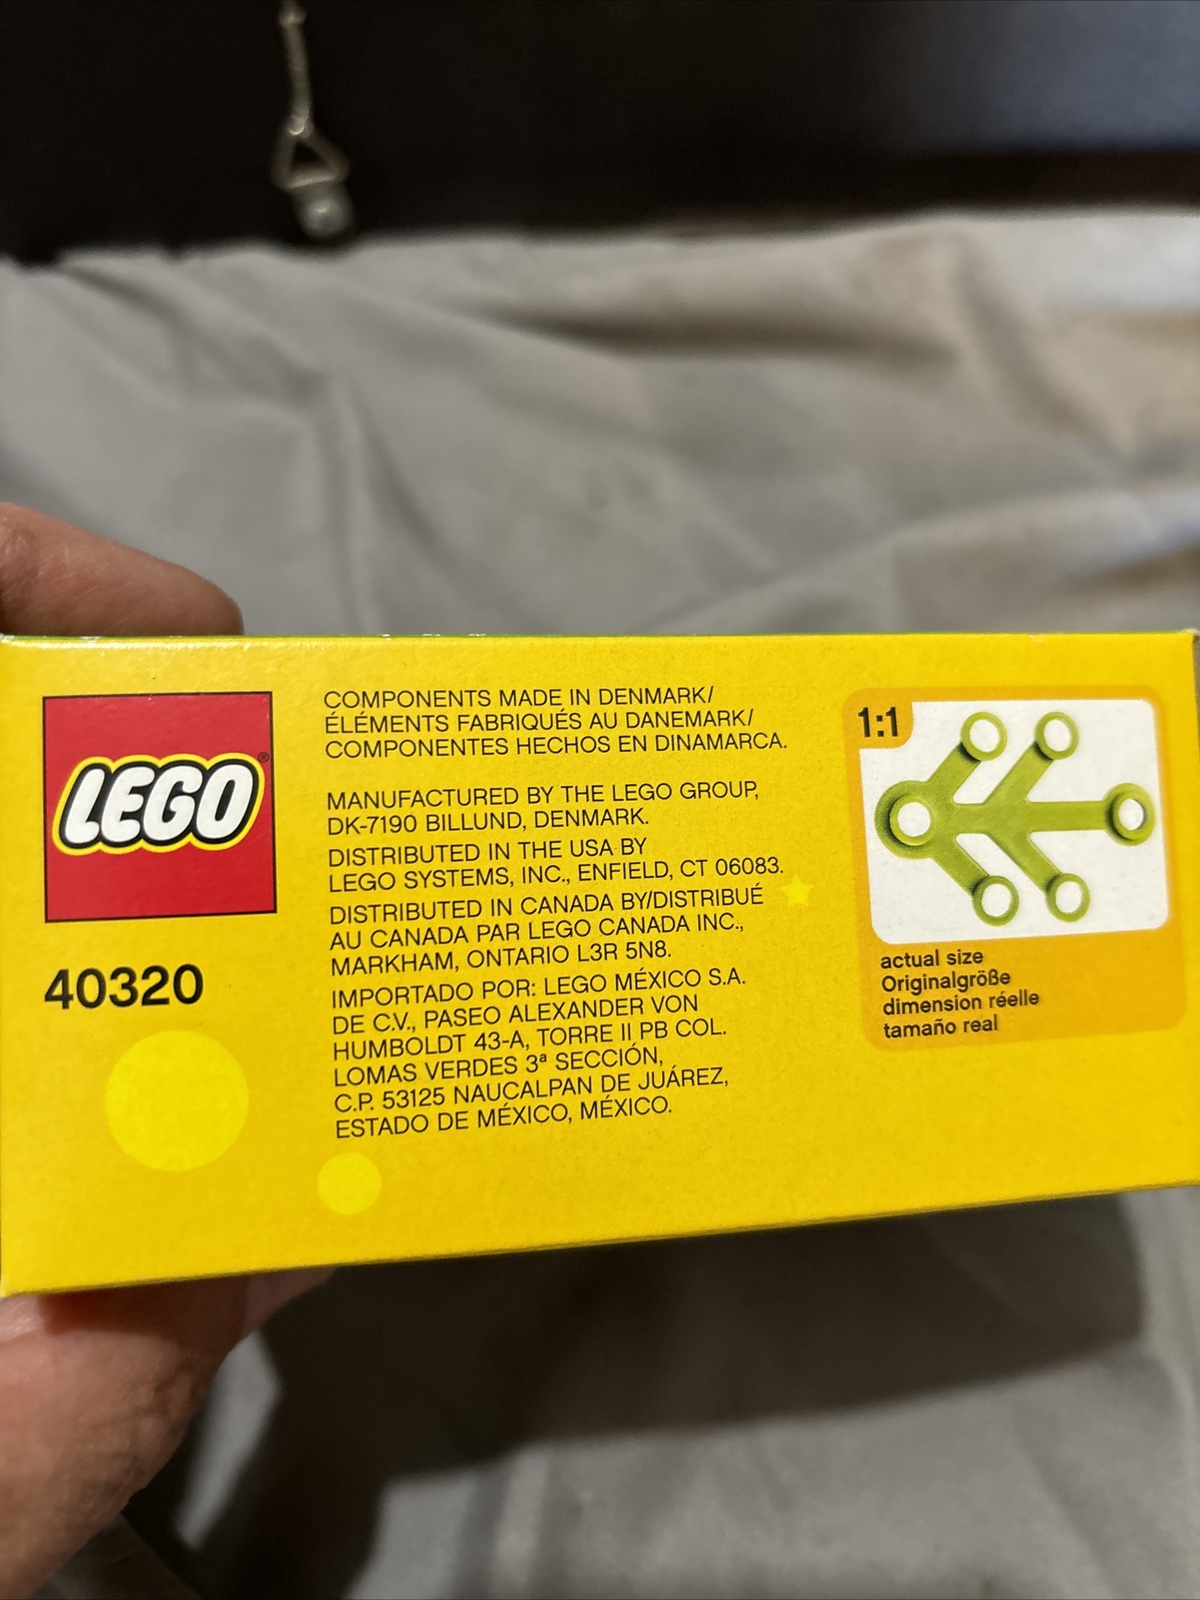 LEGO®
40320
COMPONENTS MADE IN DENMARK/
ÉLÉMENTS FABRIQUÉS AU DANEMARK/
COMPONENTES HECHOS EN DINAMARCA.
MANUFACTURED BY THE LEGO GROUP,
DK-7190 BILLUND, DENMARK.
DISTRIBUTED IN THE USA BY
LEGO SYSTEMS, INC., ENFIELD, CT 06083.
DISTRIBUTED IN CANADA BY/DISTRIBUÉ
AU CANADA PAR LEGO CANADA INC.,
MARKHAM, ONTARIO L3R 5N8.
IMPORTADO POR: LEGO MÉXICO S.A.
DE C.V., PASEO ALEXANDER VON
HUMBOLDT 43-A, TORRE II PB COL.
LOMAS VERDES 3ª SECCIÓN,
C.P. 53125 NAUCALPAN DE JUÁREZ,
ESTADO DE MÉXICO, MÉXICO.
1:1
actual size
Originalgröße
dimension réelle
tamaño real